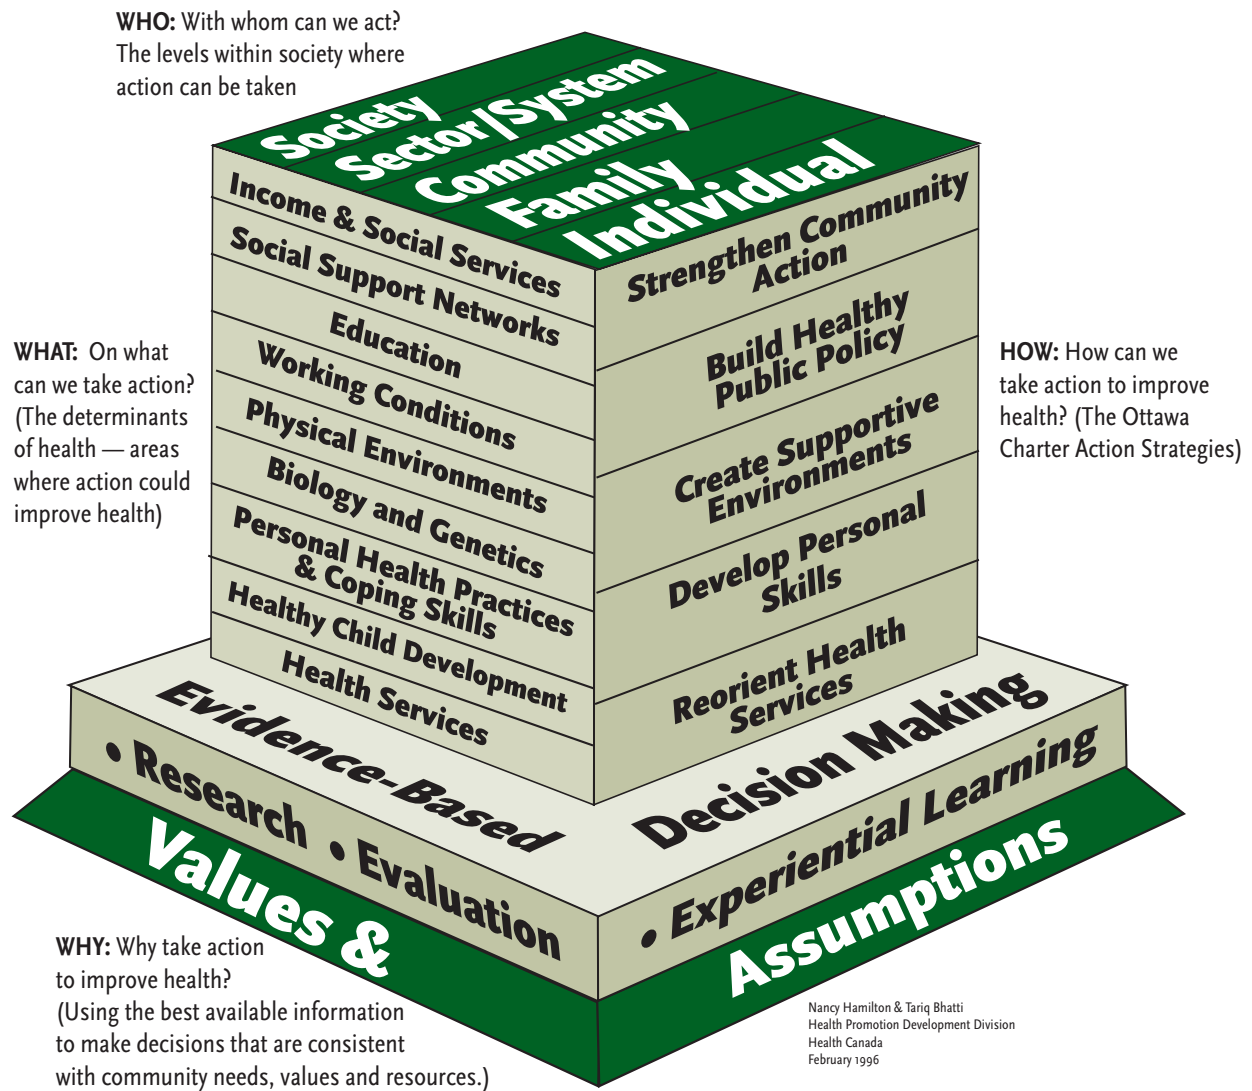 WHO: With whom can we act?
The levels within society where
action can be taken
Society
Sector/System
Community
Family
Individual
Income & Social Services
Social Support Networks
Education
Working Conditions
Physical Environments
Biology and Genetics
Personal Health Practices
& Coping Skills
Healthy Child Development
Health Services
Strengthen Community
Action
Build Healthy
Public Policy
Create Supportive
Environments
Develop Personal
Skills
Reorient Health
Services
WHAT: On what
can we take action?
(The determinants
of health — areas
where action could
improve health)
HOW: How can we
take action to improve
health? (The Ottawa
Charter Action Strategies)
Evidence-Based
Decision Making
• Research • Evaluation
• Experiential Learning
Values &
Assumptions
WHY: Why take action
to improve health?
(Using the best available information
to make decisions that are consistent
with community needs, values and resources.)
Nancy Hamilton & Tariq Bhatti
Health Promotion Development Division
Health Canada
February 1996